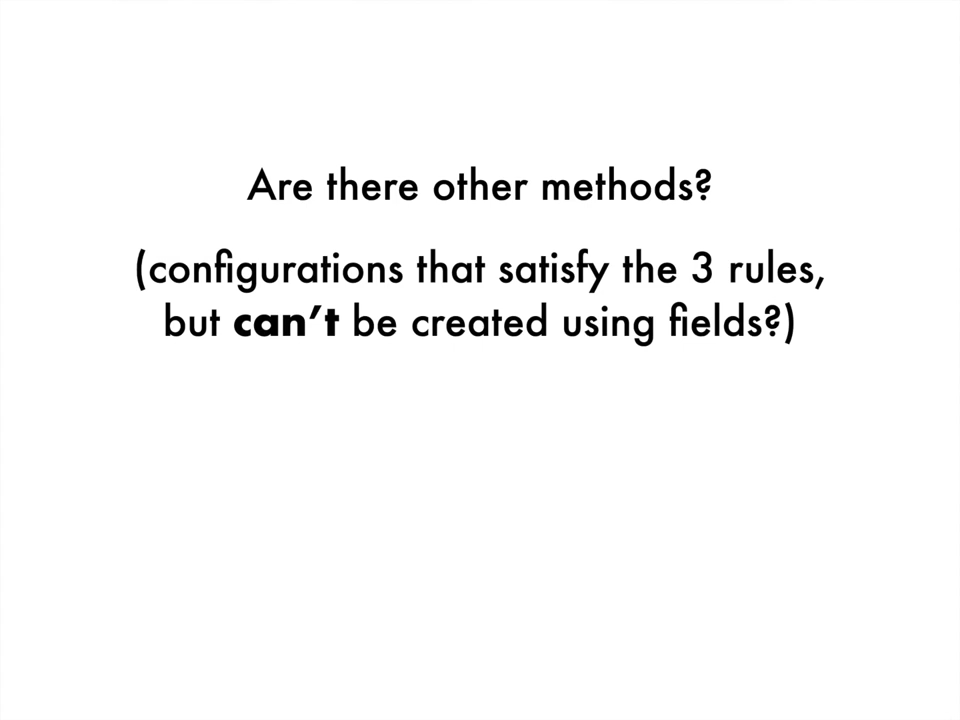 Are there other methods?
(configurations that satisfy the 3 rules,
but can’t be created using fields?)